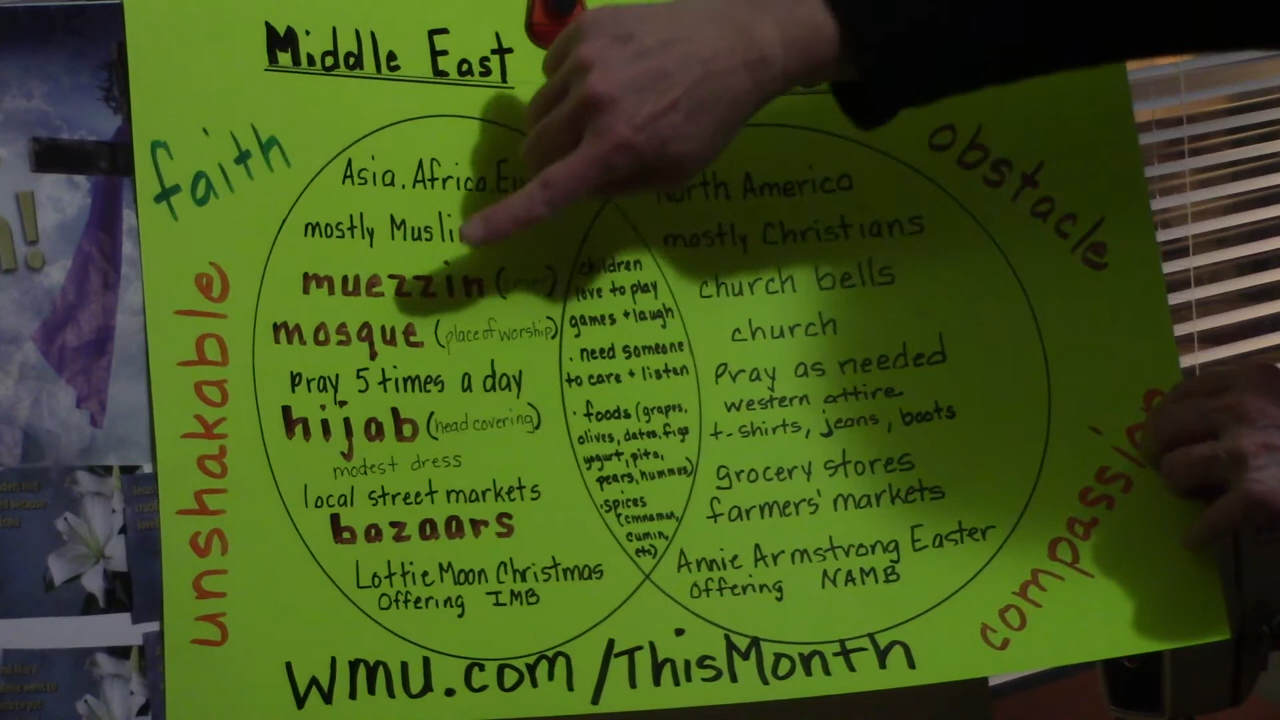 Middle East
faith
obstacle
unshakable
compassion
Asia, Africa,
mostly
muezzin
mosque (place of worship)
pray 5 times a day
hijab (head covering)
modest dress
local street markets
bazaars
Lottie Moon Christmas
Offering IMB
children
love to play
games + laugh
. need someone
to care + listen
. foods (grapes,
olives, dates, figs
yogurt, pita,
pears, hummes)
. spices
(cinnamon,
cumin,
etc)
North America
mostly Christians
church bells
church
Pray as needed
western attire
t-shirts, jeans, boots
grocery stores
farmers' markets
Annie Armstrong Easter
Offering NAMB
wmu.com/ThisMonth